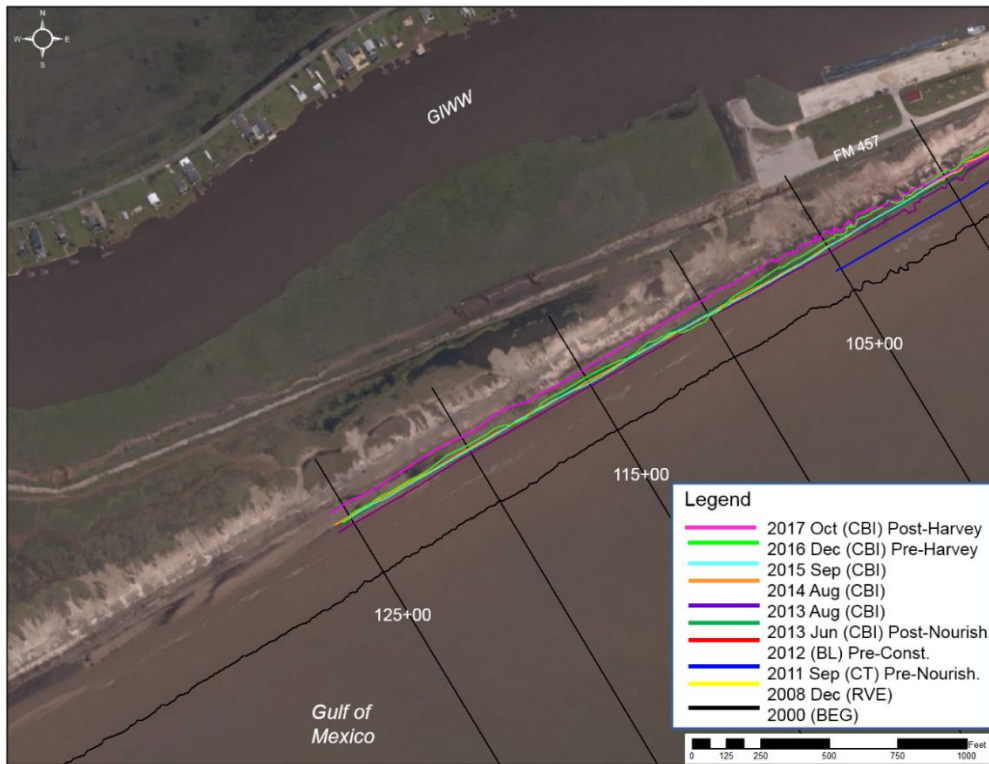 N
W E
S
GIWW
FM 457
105+00
115+00
125+00
Gulf of
Mexico
Legend
2017 Oct (CBI) Post-Harvey
2016 Dec (CBI) Pre-Harvey
2015 Sep (CBI)
2014 Aug (CBI)
2013 Aug (CBI)
2013 Jun (CBI) Post-Nourish.
2012 (BL) Pre-Const.
2011 Sep (CT) Pre-Nourish.
2008 Dec (RVE)
2000 (BEG)
Feet
0 125 250 500 750 1000